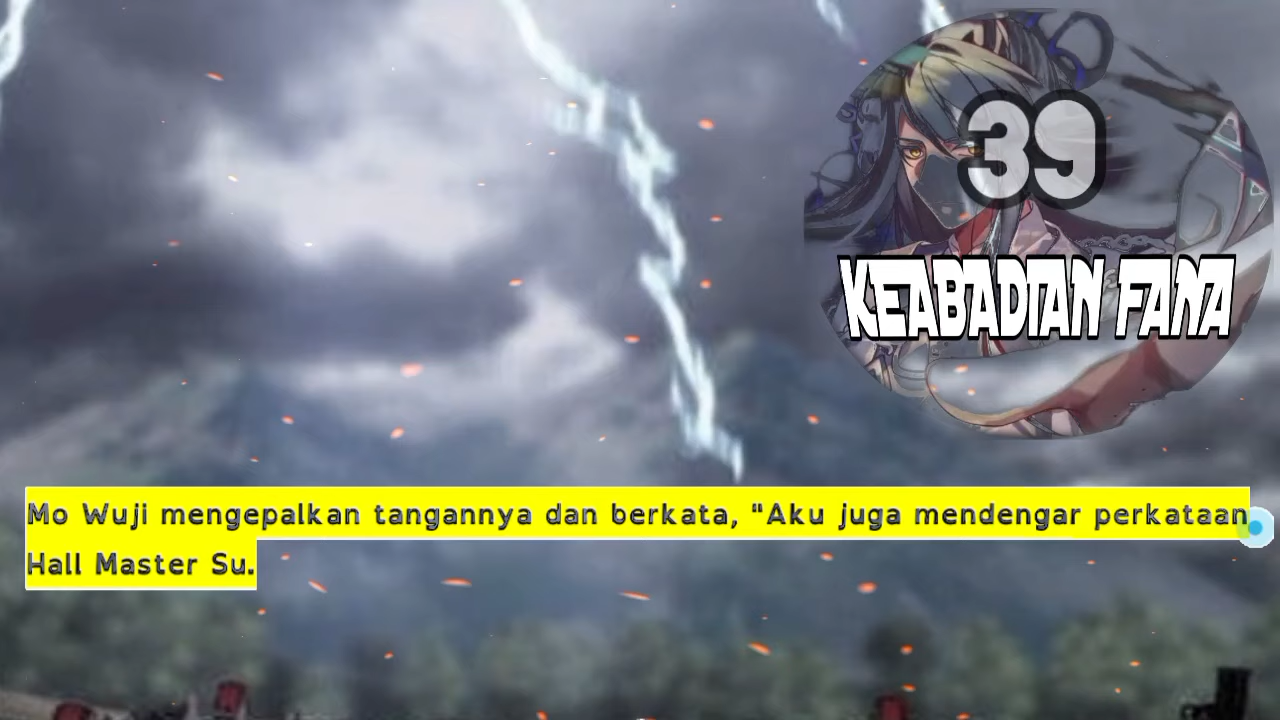 39
KEABADIAN FANA
Mo Wuji mengepalkan tangannya dan berkata, "Aku juga mendengar perkataan
Hall Master Su.